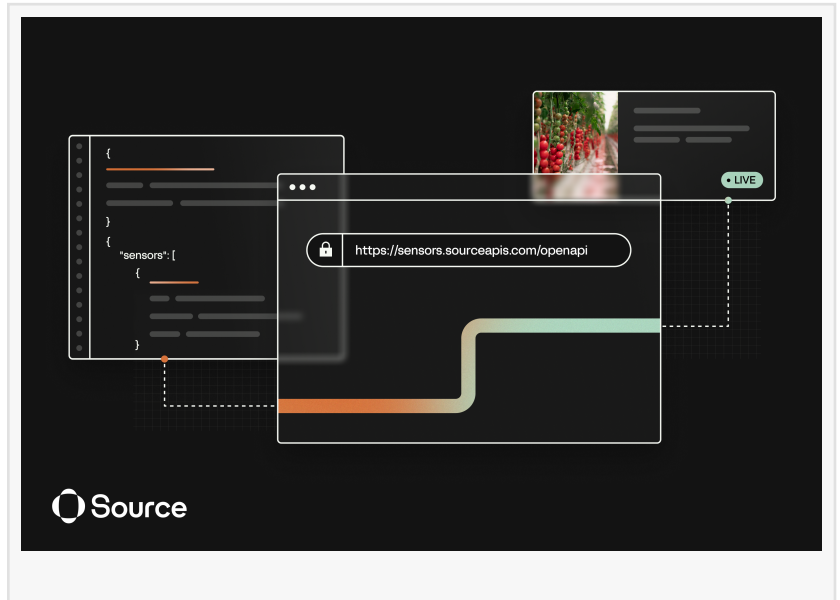 {
}
{
"sensors": [
{
}
https://sensors.sourceapis.com/openapi
• LIVE
Source